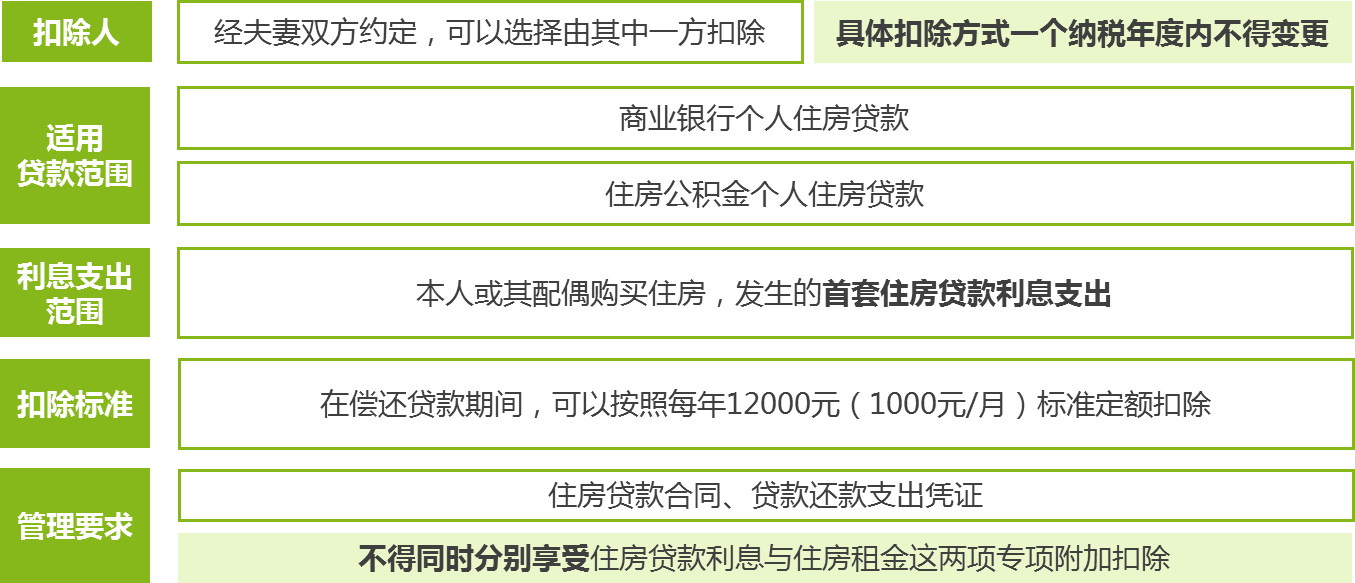 扣除人
经夫妻双方约定，可以选择由其中一方扣除
具体扣除方式一个纳税年度内不得变更
适用
贷款范围
商业银行个人住房贷款
住房公积金个人住房贷款
利息支出
范围
本人或其配偶购买住房，发生的首套住房贷款利息支出
扣除标准
在偿还贷款期间，可以按照每年12000元（1000元/月）标准定额扣除
管理要求
住房贷款合同、贷款还款支出凭证
不得同时分别享受住房贷款利息与住房租金这两项专项附加扣除